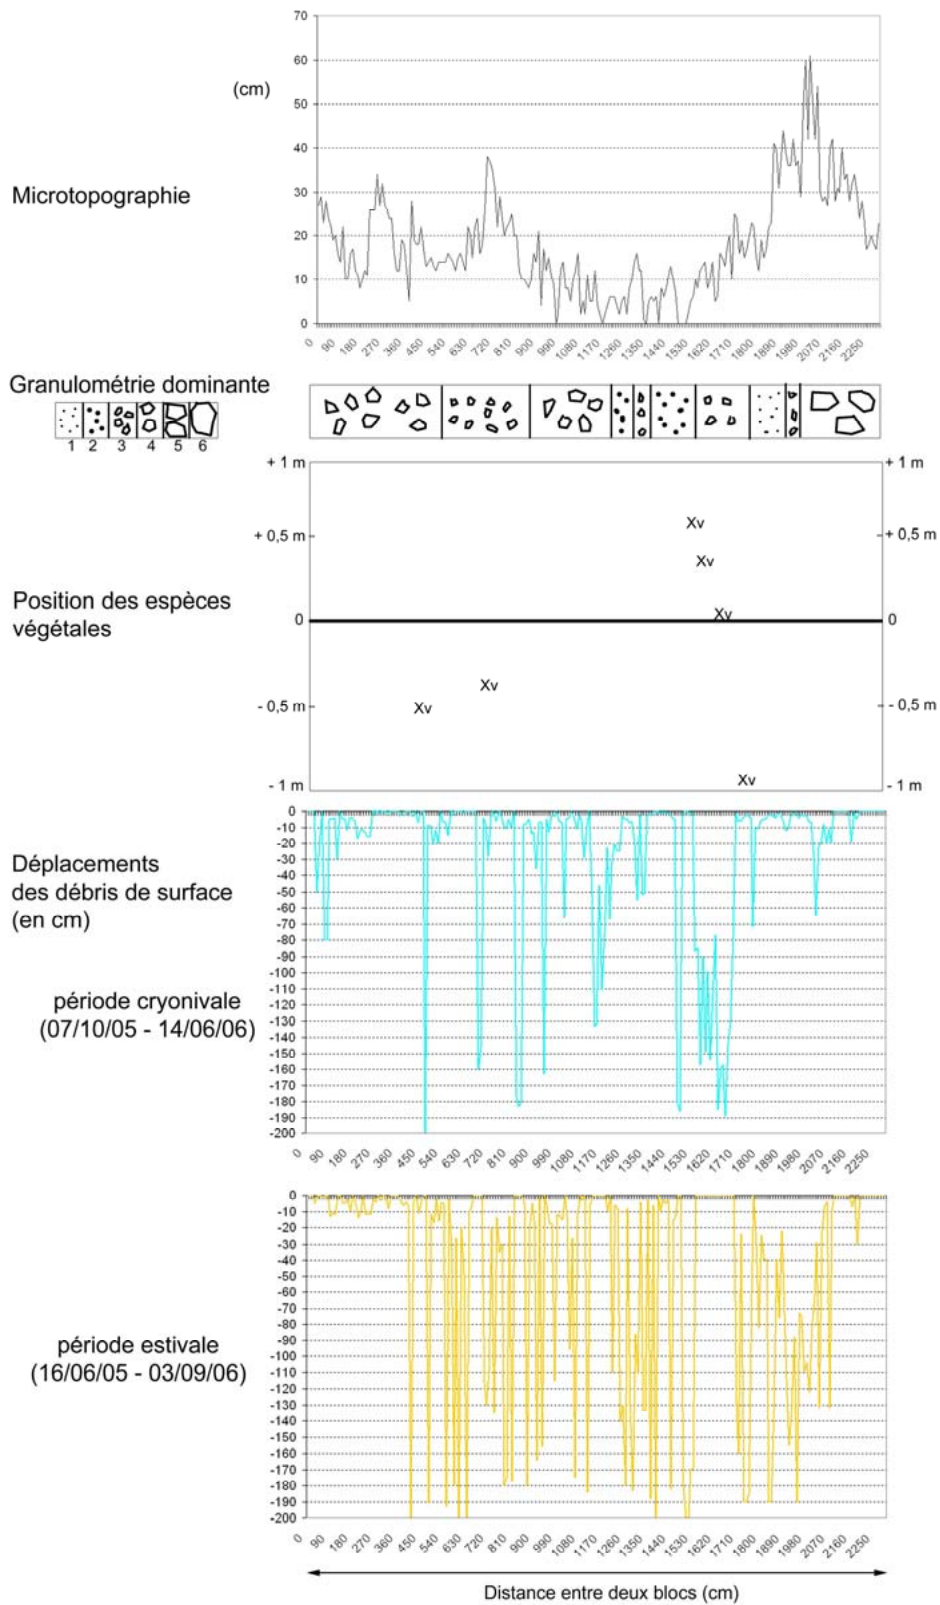 70
60
(cm)
50
40
30
20
10
0
Microtopographie
0 90 180 270 360 450 540 630 720 810 900 990 1080 1170 1260 1350 1440 1530 1620 1710 1800 1890 1980 2070 2160 2250
Granulométrie dominante
1 2 3 4 5 6
+ 1 m + 1 m
+ 0,5 m + 0,5 m
0 0
- 0,5 m - 0,5 m
- 1 m - 1 m
Xv
Xv
Xv
Xv
Xv
Xv
Position des espèces
végétales
Déplacements
des débris de surface
(en cm)
période cryonivale
(07/10/05 - 14/06/06)
0
-10
-20
-30
-40
-50
-60
-70
-80
-90
-100
-110
-120
-130
-140
-150
-160
-170
-180
-190
-200
0 90 180 270 360 450 540 630 720 810 900 990 1080 1170 1260 1350 1440 1530 1620 1710 1800 1890 1980 2070 2160 2250
période estivale
(16/06/05 - 03/09/06)
0
-10
-20
-30
-40
-50
-60
-70
-80
-90
-100
-110
-120
-130
-140
-150
-160
-170
-180
-190
-200
0 90 180 270 360 450 540 630 720 810 900 990 1080 1170 1260 1350 1440 1530 1620 1710 1800 1890 1980 2070 2160 2250
Distance entre deux blocs (cm)